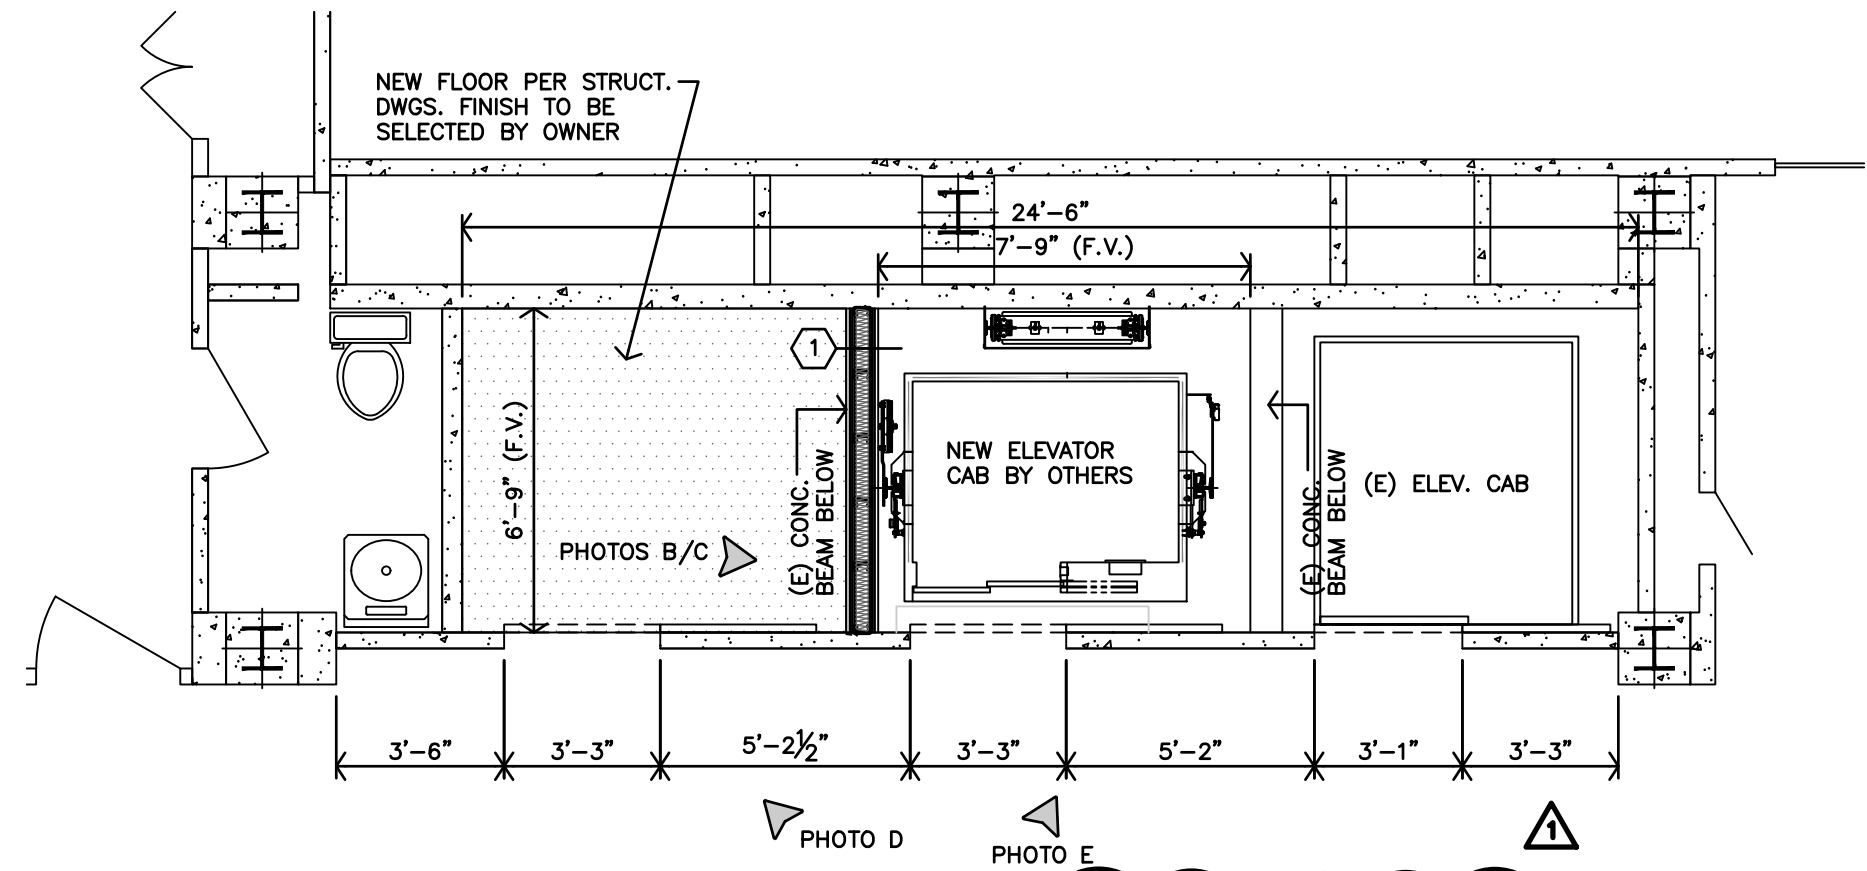 NEW FLOOR PER STRUCT.
DWGS. FINISH TO BE
SELECTED BY OWNER
24'-6"
7'-9" (F.V.)
1
6'-9" (F.V.)
PHOTOS B/C
(E) CONC.
BEAM BELOW
NEW ELEVATOR
CAB BY OTHERS
(E) CONC.
BEAM BELOW
(E) ELEV. CAB
3'-6"
3'-3"
5'-2½"
3'-3"
5'-2"
3'-1"
3'-3"
PHOTO D
PHOTO E
1